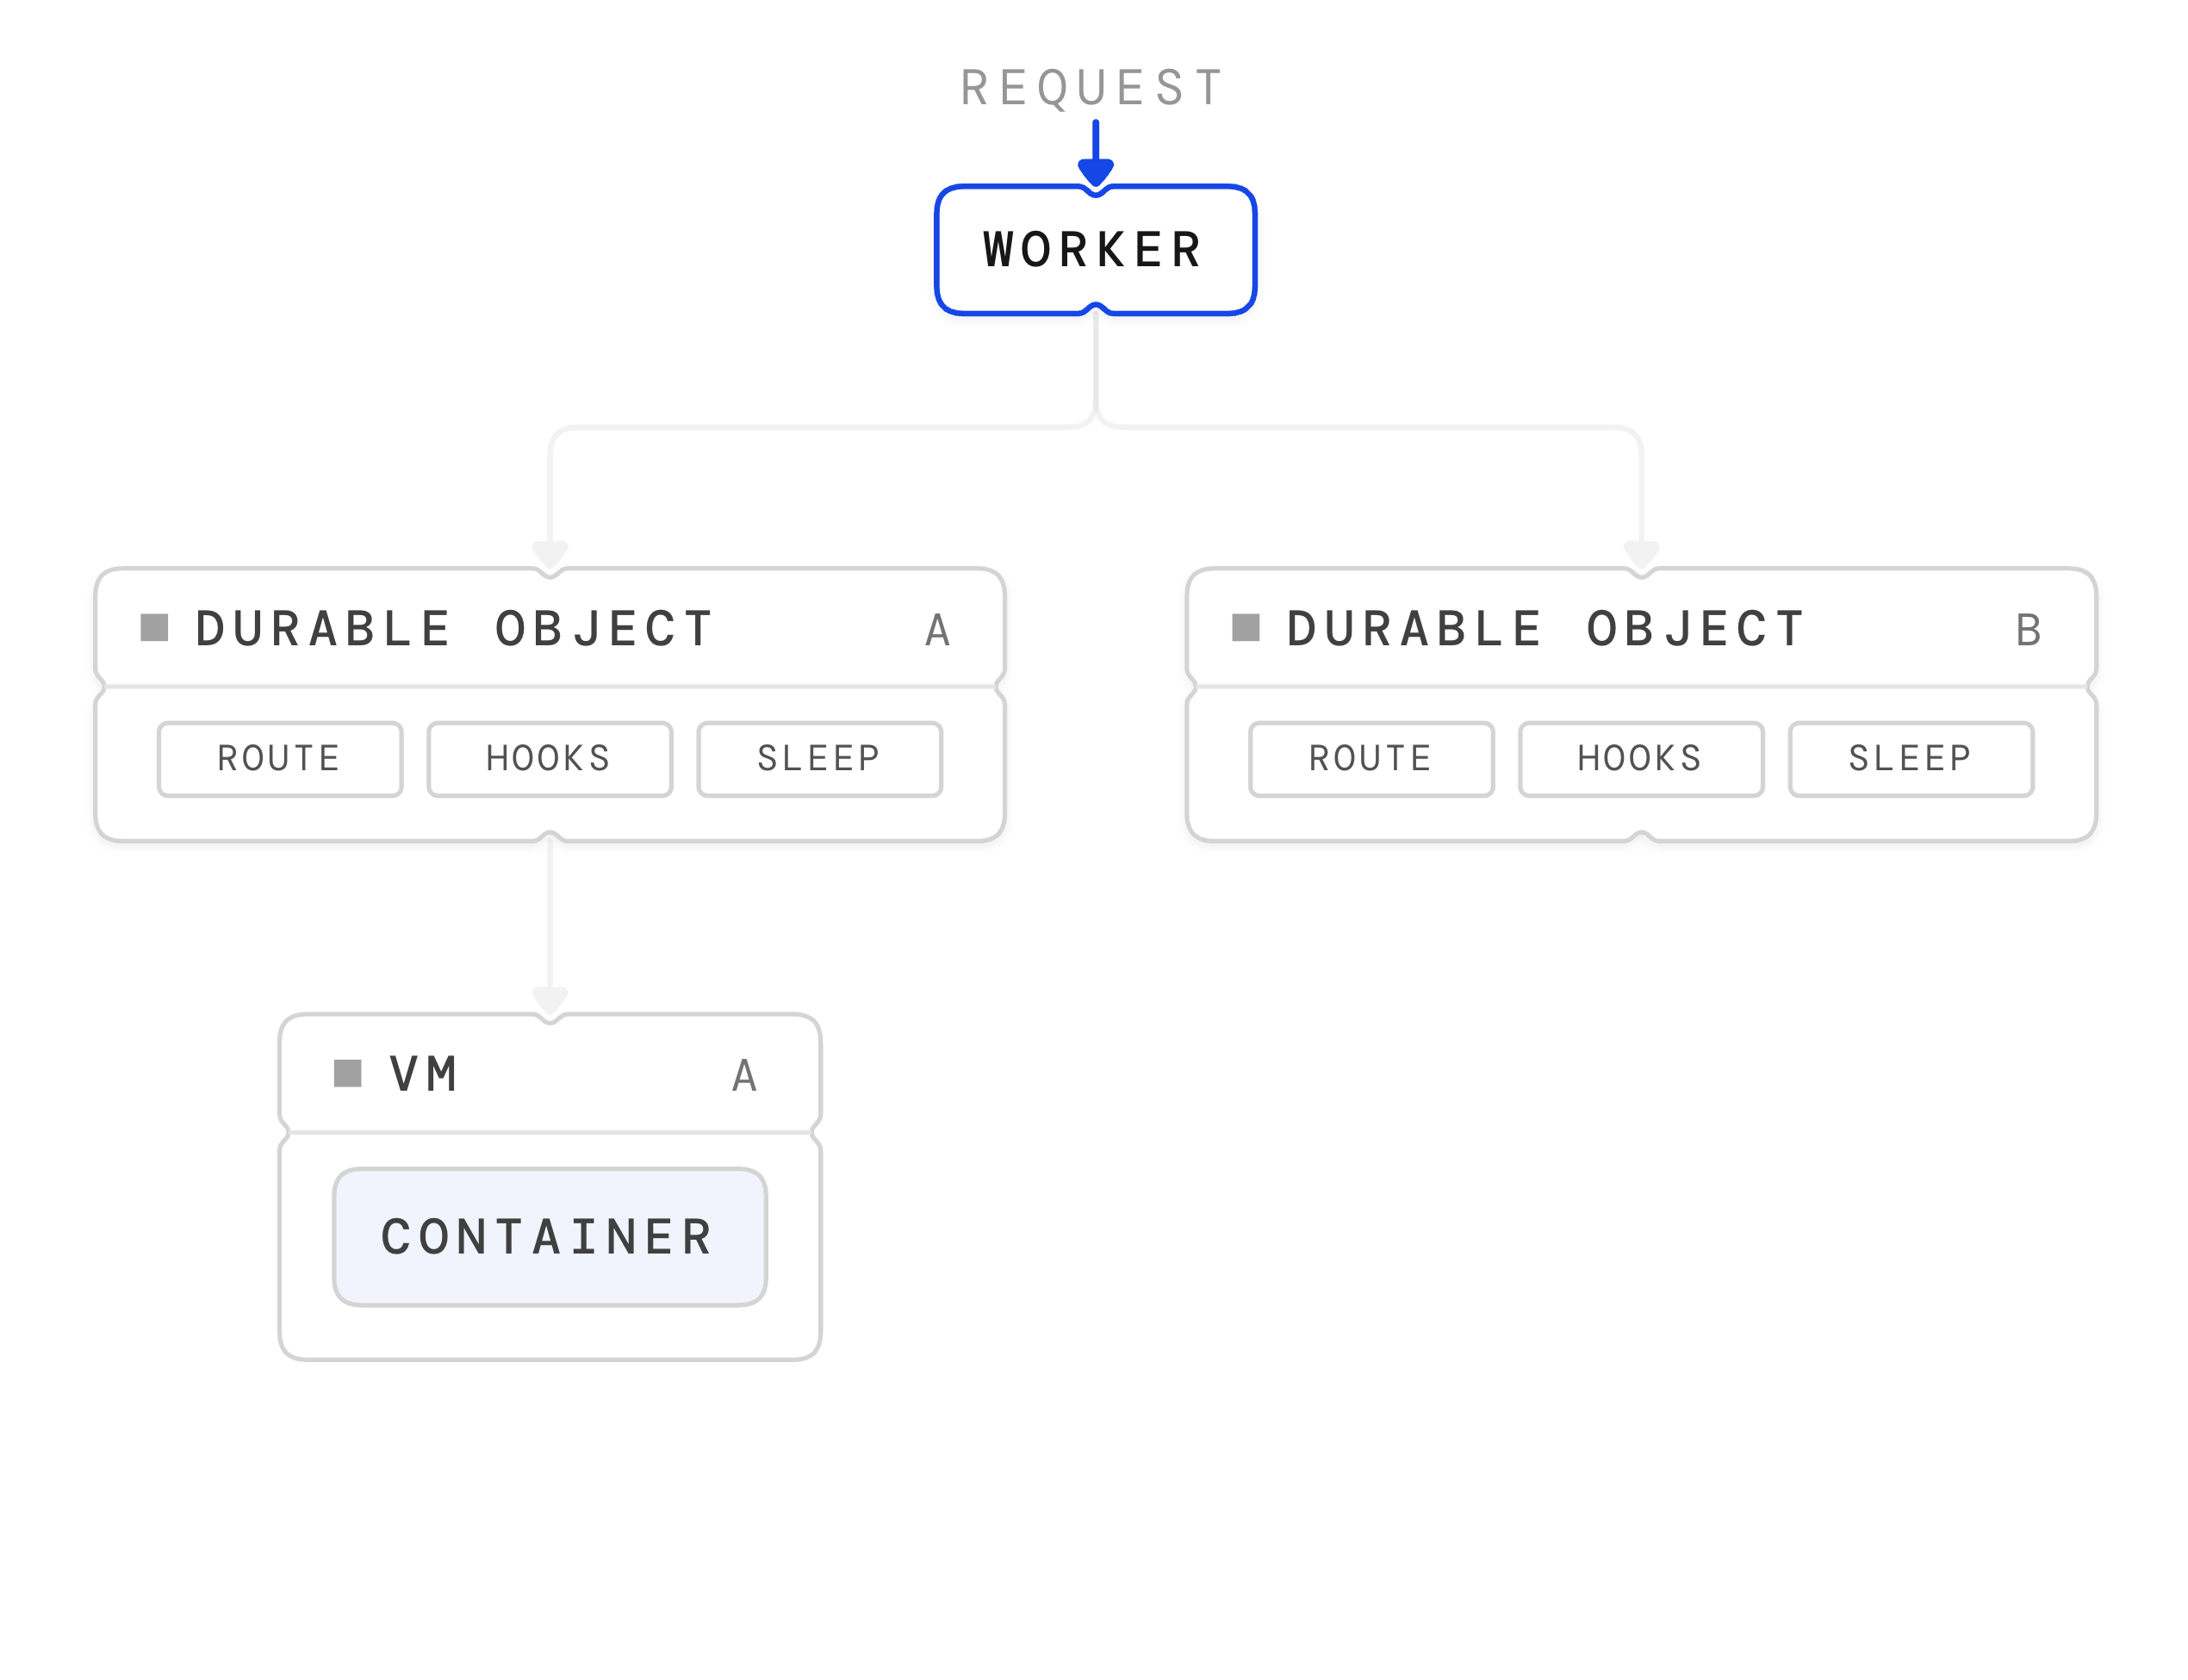 REQUEST
WORKER
DURABLE OBJECT A
ROUTE HOOKS SLEEP
DURABLE OBJECT B
ROUTE HOOKS SLEEP
VM A
CONTAINER